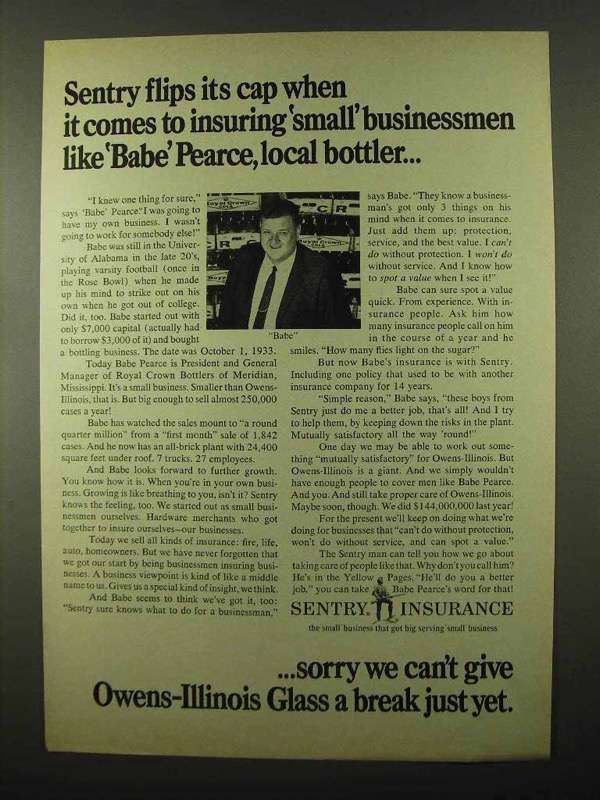 Sentry flips its cap when
it comes to insuring 'small' businessmen
like 'Babe' Pearce, local bottler...
"I knew one thing for sure,"
says 'Babe' Pearce. "I was going to
have my own business. I wasn't
going to work for somebody else!"
Babe was still in the Univer-
sity of Alabama in the late 20's,
playing varsity football (once in
the Rose Bowl) when he made
up his mind to strike out on his
own when he got out of college.
Did it, too. Babe started out with
only $7,000 capital (actually had
to borrow $3,000 of it) and bought
a bottling business. The date was October 1, 1933.
Today Babe Pearce is President and General
Manager of Royal Crown Bottlers of Meridian,
Mississippi. It's a small business. Smaller than Owens-
Illinois, that is. But big enough to sell almost 250,000
cases a year!
Babe has watched the sales mount to "a round
quarter million" from a "first month" sale of 1,842
cases. And he now has an all-brick plant with 24,400
square feet under roof. 7 trucks. 27 employees.
And Babe looks forward to further growth.
You know how it is. When you're in your own busi-
ness. Growing is like breathing to you, isn't it? Sentry
knows the feeling, too. We started out as small busi-
nessmen ourselves. Hardware merchants who got
together to insure ourselves—our businesses.
Today we sell all kinds of insurance: fire, life,
auto, homeowners. But we have never forgotten that
we got our start by being businessmen insuring busi-
nesses. A business viewpoint is kind of like a middle
name to us. Gives us a special kind of insight, we think.
And Babe seems to think we've got it, too:
"Sentry sure knows what to do for a businessman,"
"Babe"
says Babe. "They know a business-
man's got only 3 things on his
mind when it comes to insurance.
Just add them up: protection,
service, and the best value. I can't
do without protection. I won't do
without service. And I know how
to spot a value when I see it!"
Babe can sure spot a value
quick. From experience. With in-
surance people. Ask him how
many insurance people call on him
in the course of a year and he
smiles. "How many flies light on the sugar?"
But now Babe's insurance is with Sentry.
Including one policy that used to be with another
insurance company for 14 years.
"Simple reason," Babe says, "these boys from
Sentry just do me a better job, that's all! And I try
to help them, by keeping down the risks in the plant.
Mutually satisfactory all the way 'round!"
One day we may be able to work out some-
thing "mutually satisfactory" for Owens-Illinois. But
Owens-Illinois is a giant. And we simply wouldn't
have enough people to cover men like Babe Pearce.
And you. And still take proper care of Owens-Illinois.
Maybe soon, though. We did $144,000,000 last year!
For the present we'll keep on doing what we're
doing for businesses that "can't do without protection,
won't do without service, and can spot a value."
The Sentry man can tell you how we go about
taking care of people like that. Why don't you call him?
He's in the Yellow Pages. "He'll do you a better
job," you can take Babe Pearce's word for that!
SENTRY INSURANCE
the 'small' business that got big serving 'small' business
...sorry we can't give
Owens-Illinois Glass a break just yet.